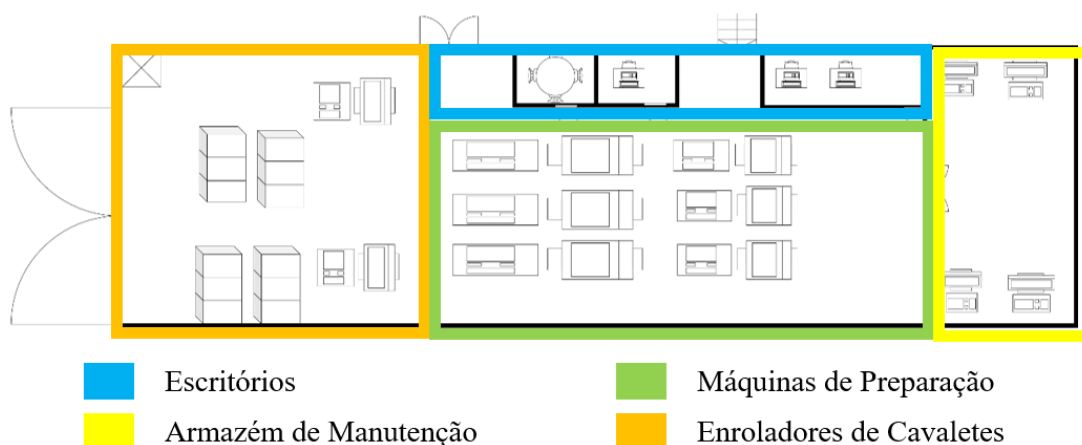 Escritórios
Máquinas de Preparação
Armazém de Manutenção
Enroladores de Cavaletes